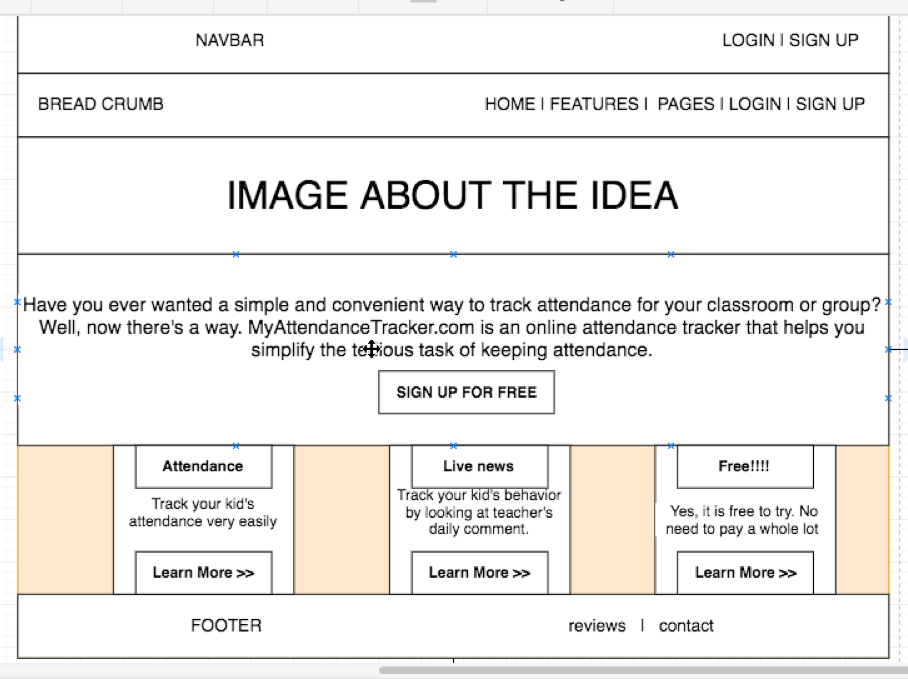 NAVBAR LOGIN | SIGN UP
BREAD CRUMB HOME | FEATURES | PAGES | LOGIN | SIGN UP
IMAGE ABOUT THE IDEA
Have you ever wanted a simple and convenient way to track attendance for your classroom or group?
Well, now there's a way. MyAttendanceTracker.com is an online attendance tracker that helps you
simplify the tedious task of keeping attendance.
SIGN UP FOR FREE
Attendance
Track your kid's
attendance very easily
Learn More >>
Live news
Track your kid's behavior
by looking at teacher's
daily comment.
Learn More >>
Free!!!!
Yes, it is free to try. No
need to pay a whole lot
Learn More >>
FOOTER reviews | contact